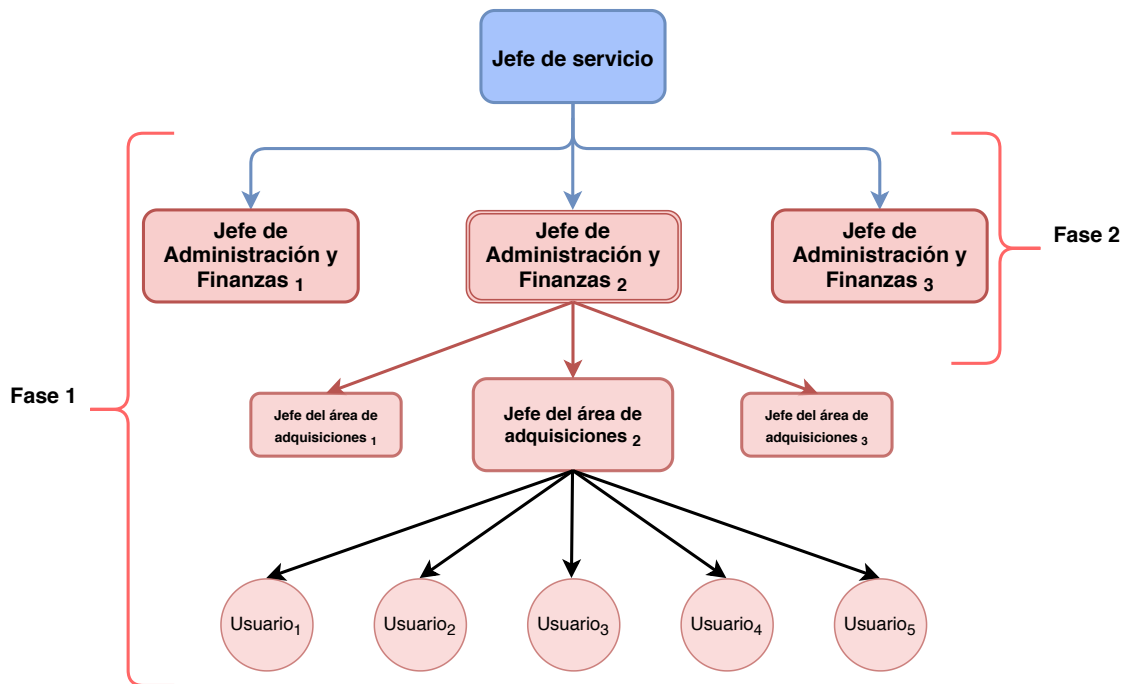 Jefe de servicio
Jefe de
Administración y
Finanzas 1
Jefe de
Administración y
Finanzas 2
Jefe de
Administración y
Finanzas 3
Fase 2
Fase 1
Jefe del área de
adquisiciones 1
Jefe del área de
adquisiciones 2
Jefe del área de
adquisiciones 3
Usuario1
Usuario2
Usuario3
Usuario4
Usuario5